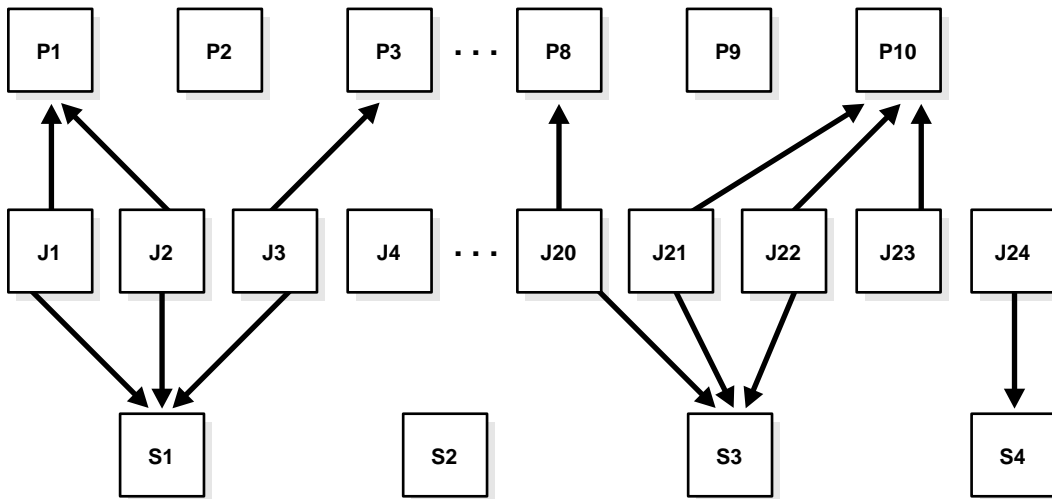 P1 P2 P3 . . . P8 P9 P10
J1 J2 J3 J4 . . . J20 J21 J22 J23 J24
S1 S2 S3 S4